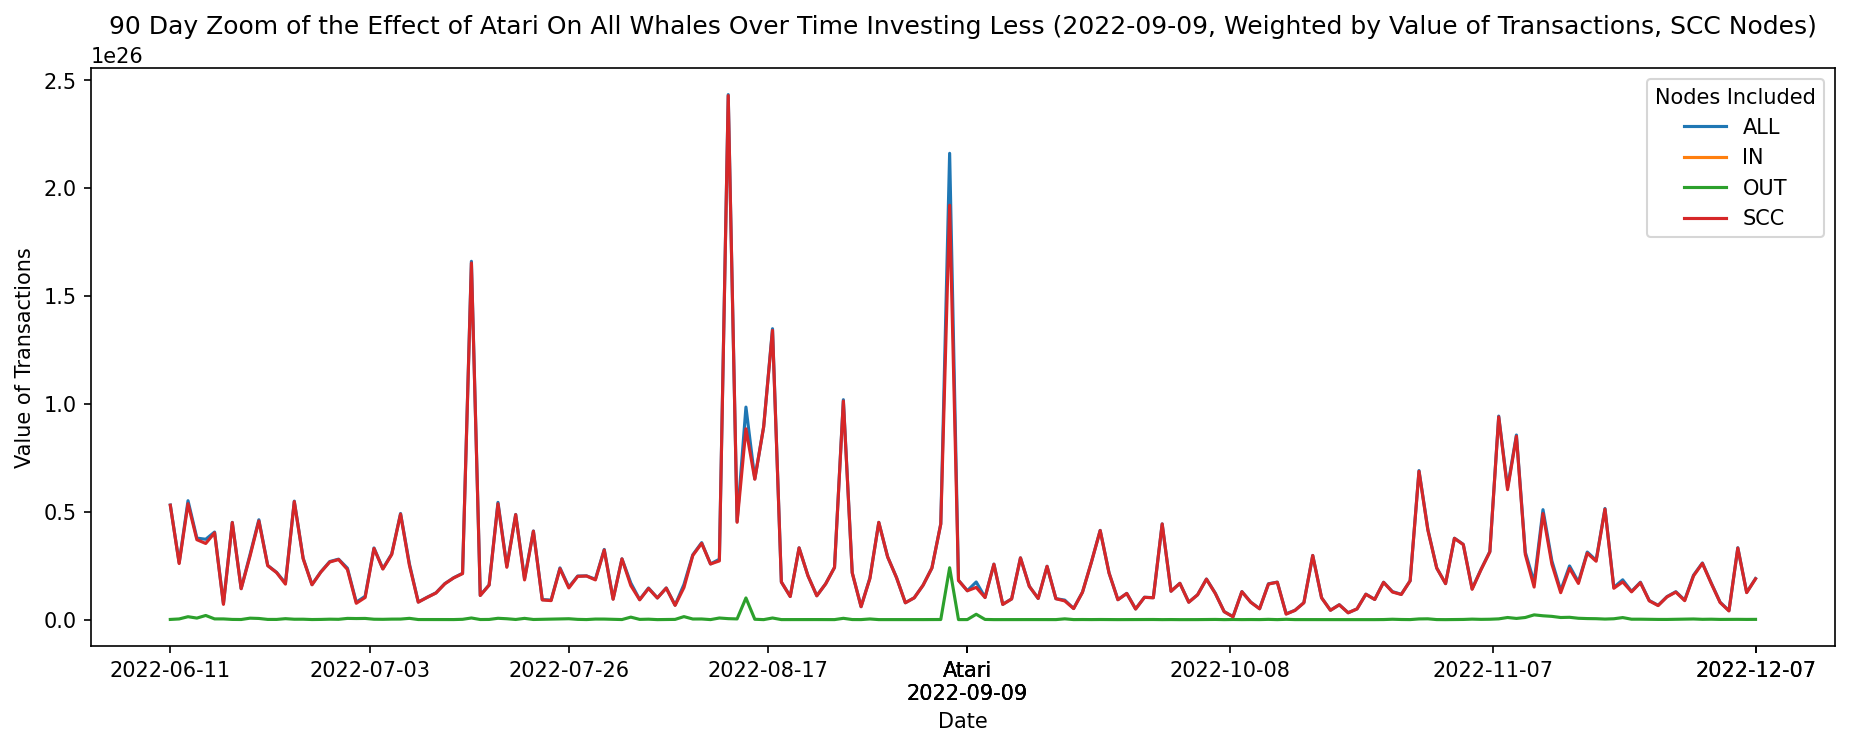 90 Day Zoom of the Effect of Atari On All Whales Over Time Investing Less (2022-09-09, Weighted by Value of Transactions, SCC Nodes)
1e26
2.5
2.0
1.5
1.0
0.5
0.0
Value of Transactions
Nodes Included
ALL
IN
OUT
SCC
2022-06-11 2022-07-03 2022-07-26 2022-08-17 Atari 2022-10-08 2022-11-07 2022-12-07
2022-09-09
Date